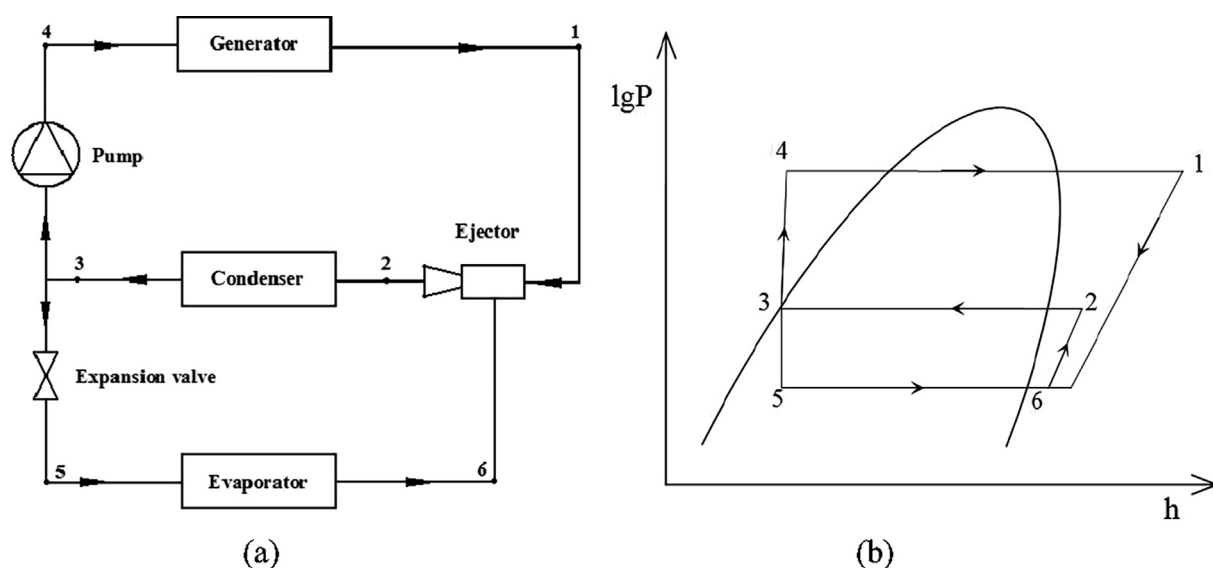 4
Generator
1
Pump
Ejector
3
Condenser
2
Expansion valve
5
Evaporator
6
(a)
lgP
4
1
3
2
5
6
h
(b)